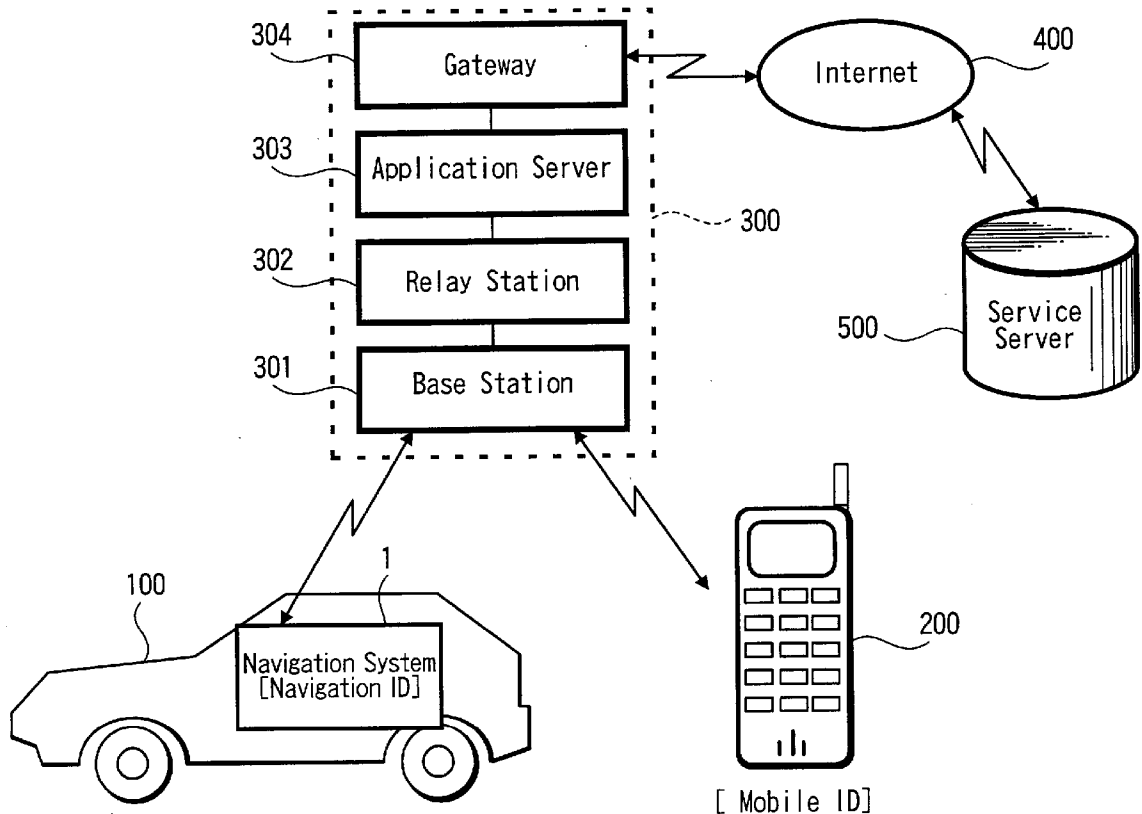 304
Gateway
Internet
400
303
Application Server
300
302
Relay Station
500
Service
Server
301
Base Station
100
1
Navigation System
[Navigation ID]
200
[ Mobile ID]